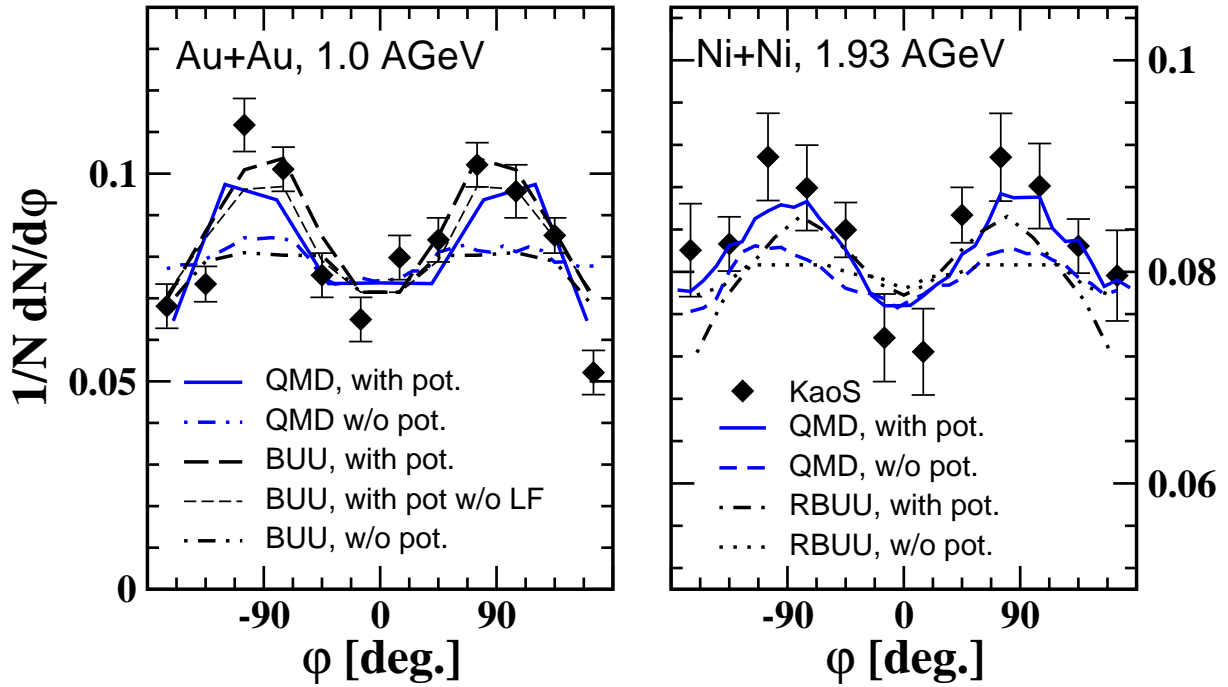 Au+Au, 1.0 AGeV
Ni+Ni, 1.93 AGeV
1/N dN/dφ
0.1
0.05
0
0.1
0.08
0.06
QMD, with pot.
QMD w/o pot.
BUU, with pot.
BUU, with pot w/o LF
BUU, w/o pot.
KaoS
QMD, with pot.
QMD, w/o pot.
RBUU, with pot.
RBUU, w/o pot.
-90 0 90
-90 0 90
φ [deg.]
φ [deg.]